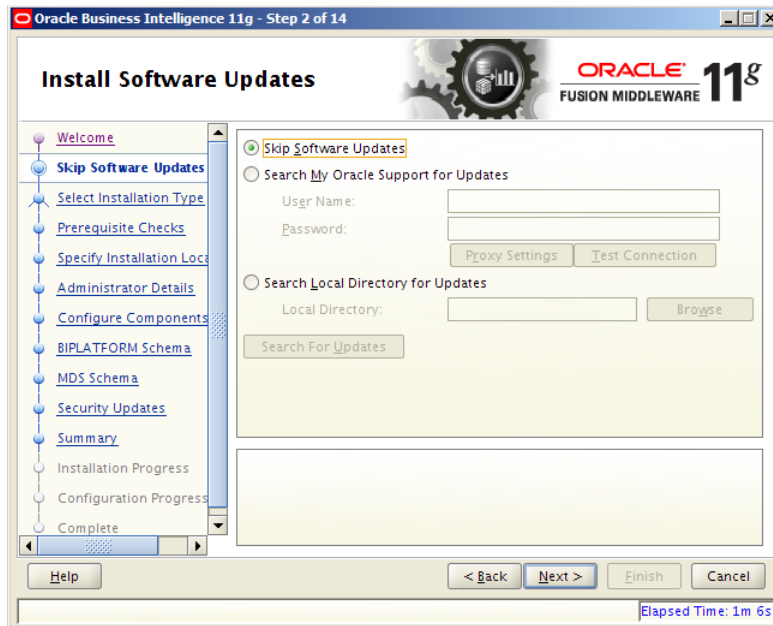 Oracle Business Intelligence 11g - Step 2 of 14
Install Software Updates
ORACLE 11g
FUSION MIDDLEWARE
Welcome
Skip Software Updates
Select Installation Type
Prerequisite Checks
Specify Installation Loca
Administrator Details
Configure Components
BIPLATFORM Schema
MDS Schema
Security Updates
Summary
Installation Progress
Configuration Progress
Complete
Skip Software Updates
Search My Oracle Support for Updates
User Name:
Password:
Proxy Settings Test Connection
Search Local Directory for Updates
Local Directory: Browse
Search For Updates
Help < Back Next > Finish Cancel
Elapsed Time: 1m 6s